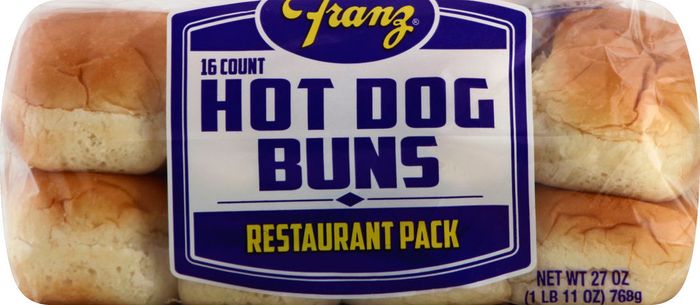 Franz®
16 COUNT
HOT DOG
BUNS
RESTAURANT PACK
NET WT 27 OZ
(1 LB 11 OZ) 768g